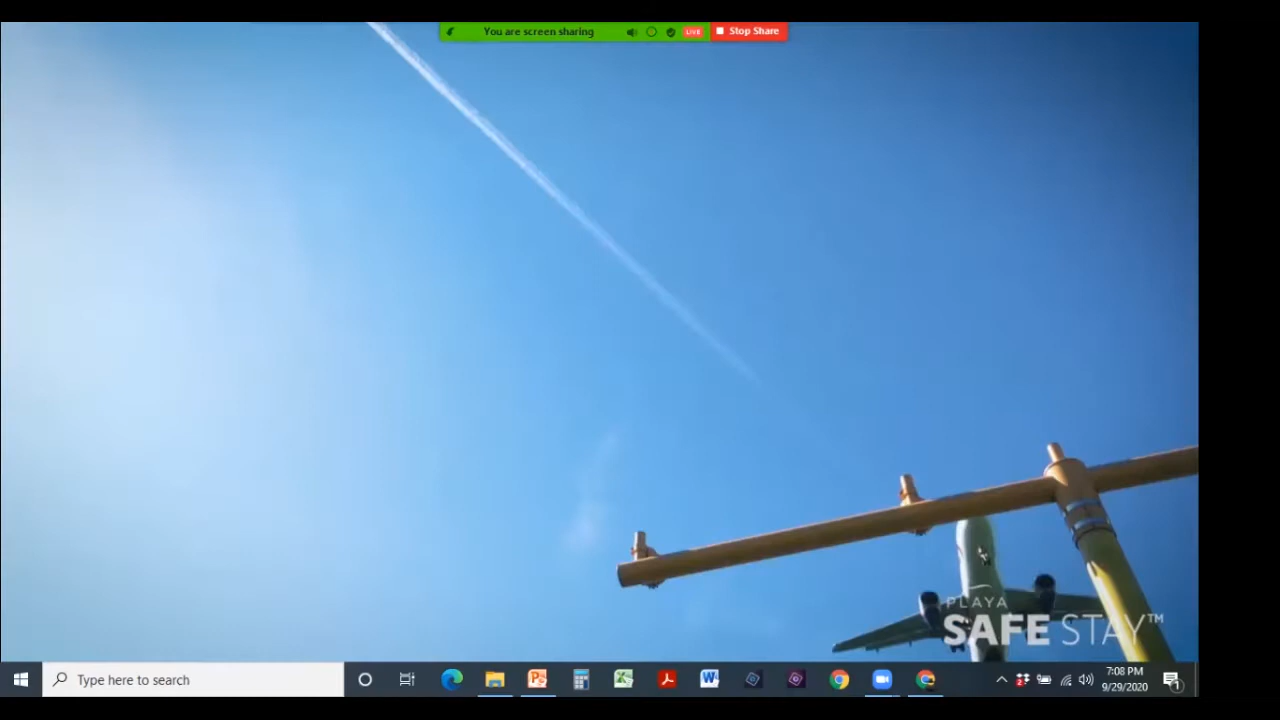 You are screen sharing
LIVE
Stop Share
PLAYA
SAFE STAY™
Type here to search
7:08 PM
9/29/2020
1